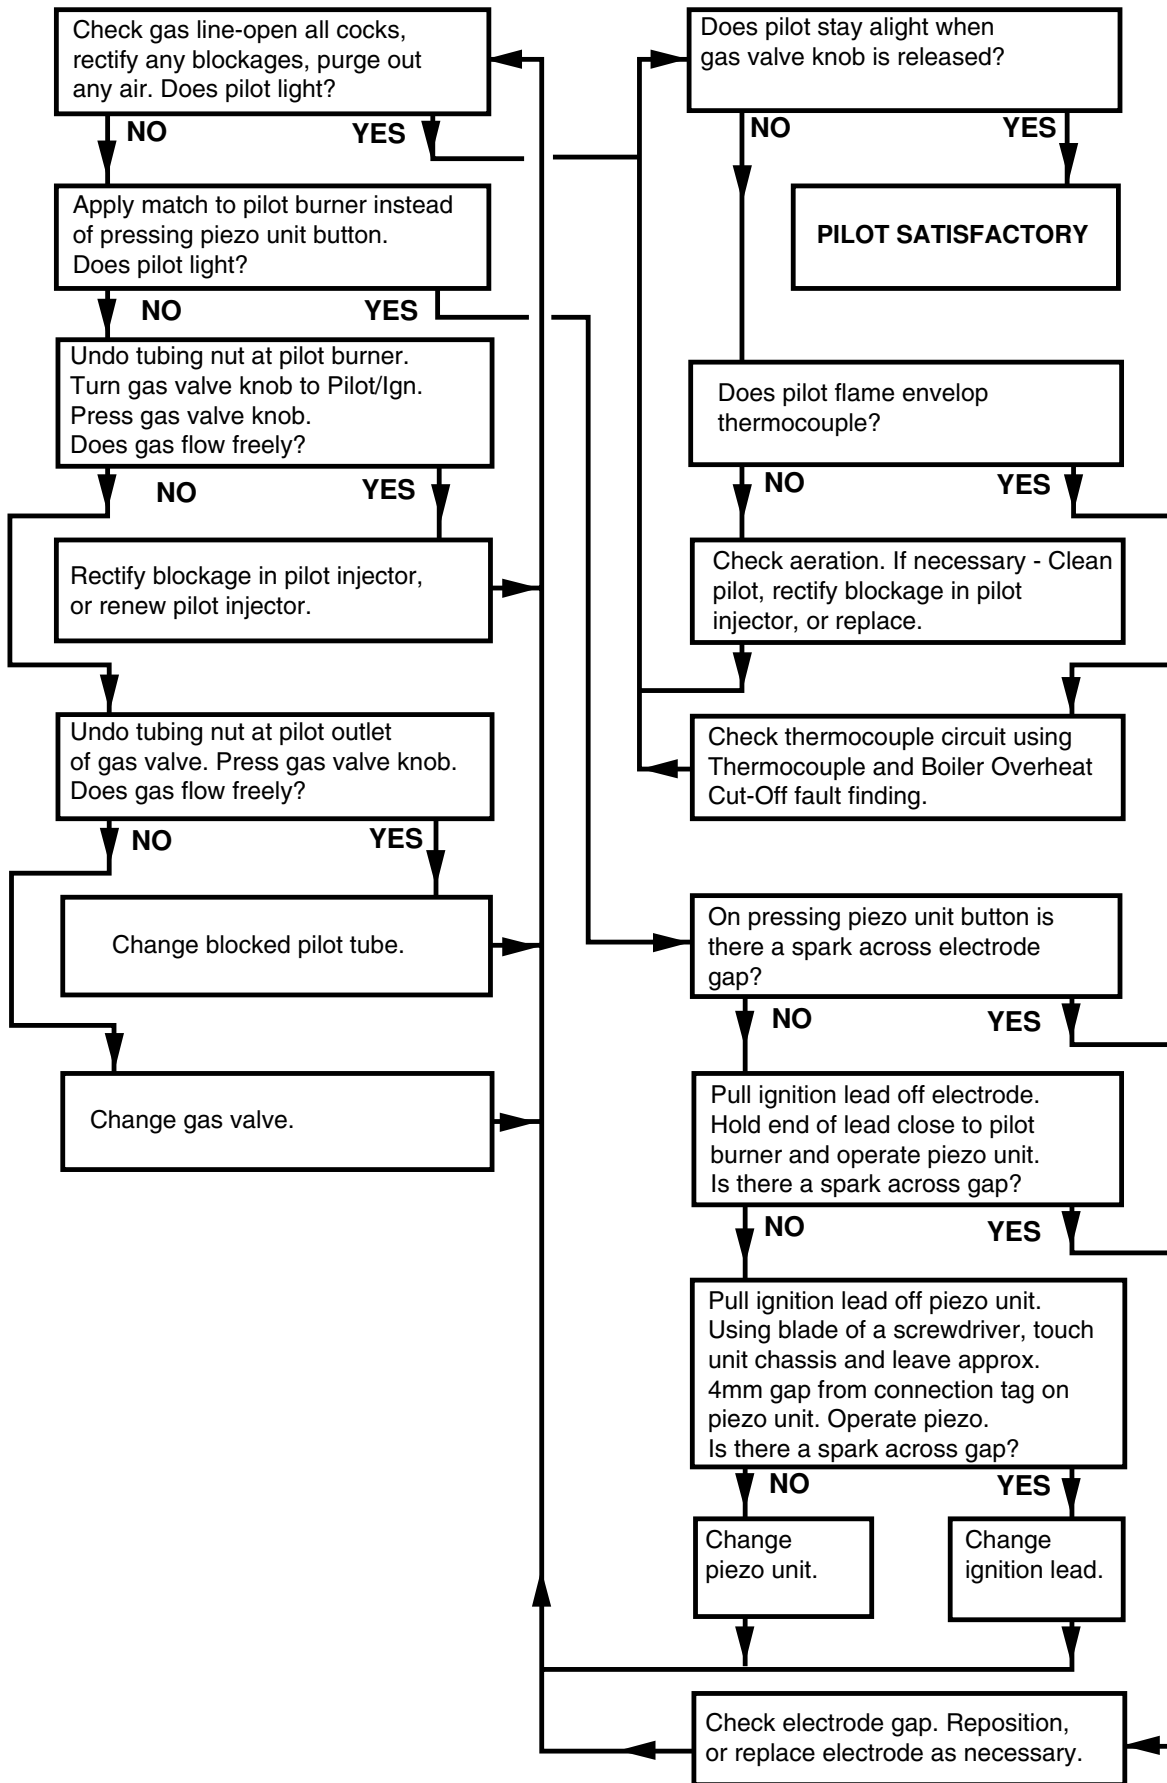 Check gas line-open all cocks,
rectify any blockages, purge out
any air. Does pilot light?
NO
YES
Apply match to pilot burner instead
of pressing piezo unit button.
Does pilot light?
NO
YES
Undo tubing nut at pilot burner.
Turn gas valve knob to Pilot/Ign.
Press gas valve knob.
Does gas flow freely?
NO
YES
Rectify blockage in pilot injector,
or renew pilot injector.
Undo tubing nut at pilot outlet
of gas valve. Press gas valve knob.
Does gas flow freely?
NO
YES
Change blocked pilot tube.
Change gas valve.
Does pilot stay alight when
gas valve knob is released?
NO
YES
PILOT SATISFACTORY
Does pilot flame envelop
thermocouple?
NO
YES
Check aeration. If necessary - Clean
pilot, rectify blockage in pilot
injector, or replace.
Check thermocouple circuit using
Thermocouple and Boiler Overheat
Cut-Off fault finding.
On pressing piezo unit button is
there a spark across electrode
gap?
NO
YES
Pull ignition lead off electrode.
Hold end of lead close to pilot
burner and operate piezo unit.
Is there a spark across gap?
NO
YES
Pull ignition lead off piezo unit.
Using blade of a screwdriver, touch
unit chassis and leave approx.
4mm gap from connection tag on
piezo unit. Operate piezo.
Is there a spark across gap?
NO
YES
Change
piezo unit.
Change
ignition lead.
Check electrode gap. Reposition,
or replace electrode as necessary.